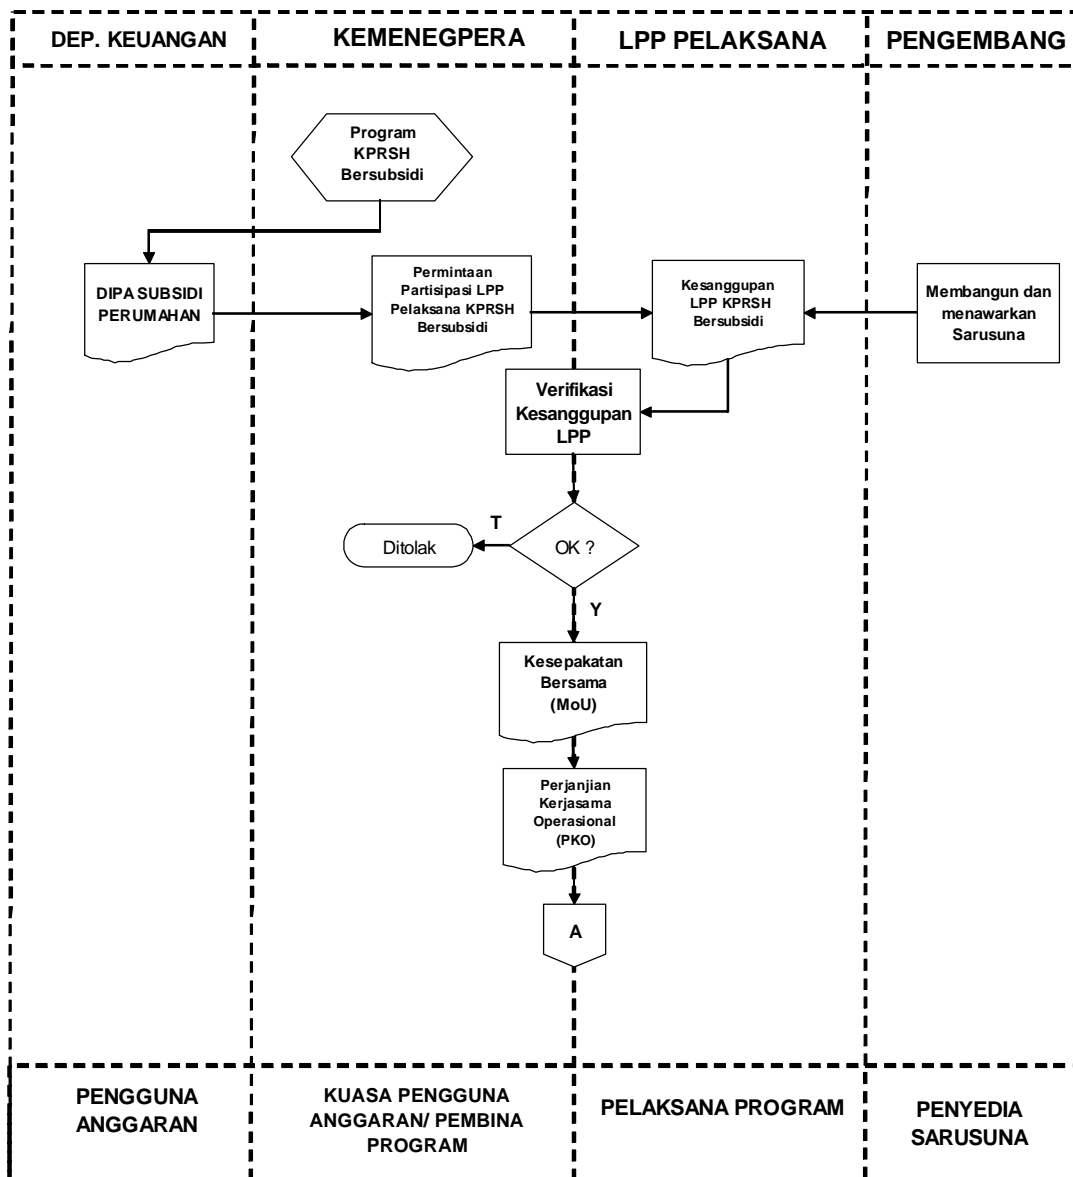 DEP. KEUANGAN
KEMENEGPERA
LPP PELAKSANA
PENGEMBANG
Program
KPRSH
Bersubsidi
DIPA SUBSIDI
PERUMAHAN
Permintaan
Partisipasi LPP
Pelaksana KPRSH
Bersubsidi
Kesanggupan
LPP KPRSH
Bersubsidi
Membangun dan
menawarkan
Sarusuna
Verifikasi
Kesanggupan
LPP
T
Ditolak
OK ?
Y
Kesepakatan
Bersama
(MoU)
Perjanjian
Kerjasama
Operasional
(PKO)
A
PENGGUNA
ANGGARAN
KUASA PENGGUNA
ANGGARAN/ PEMBINA
PROGRAM
PELAKSANA PROGRAM
PENYEDIA
SARUSUNA